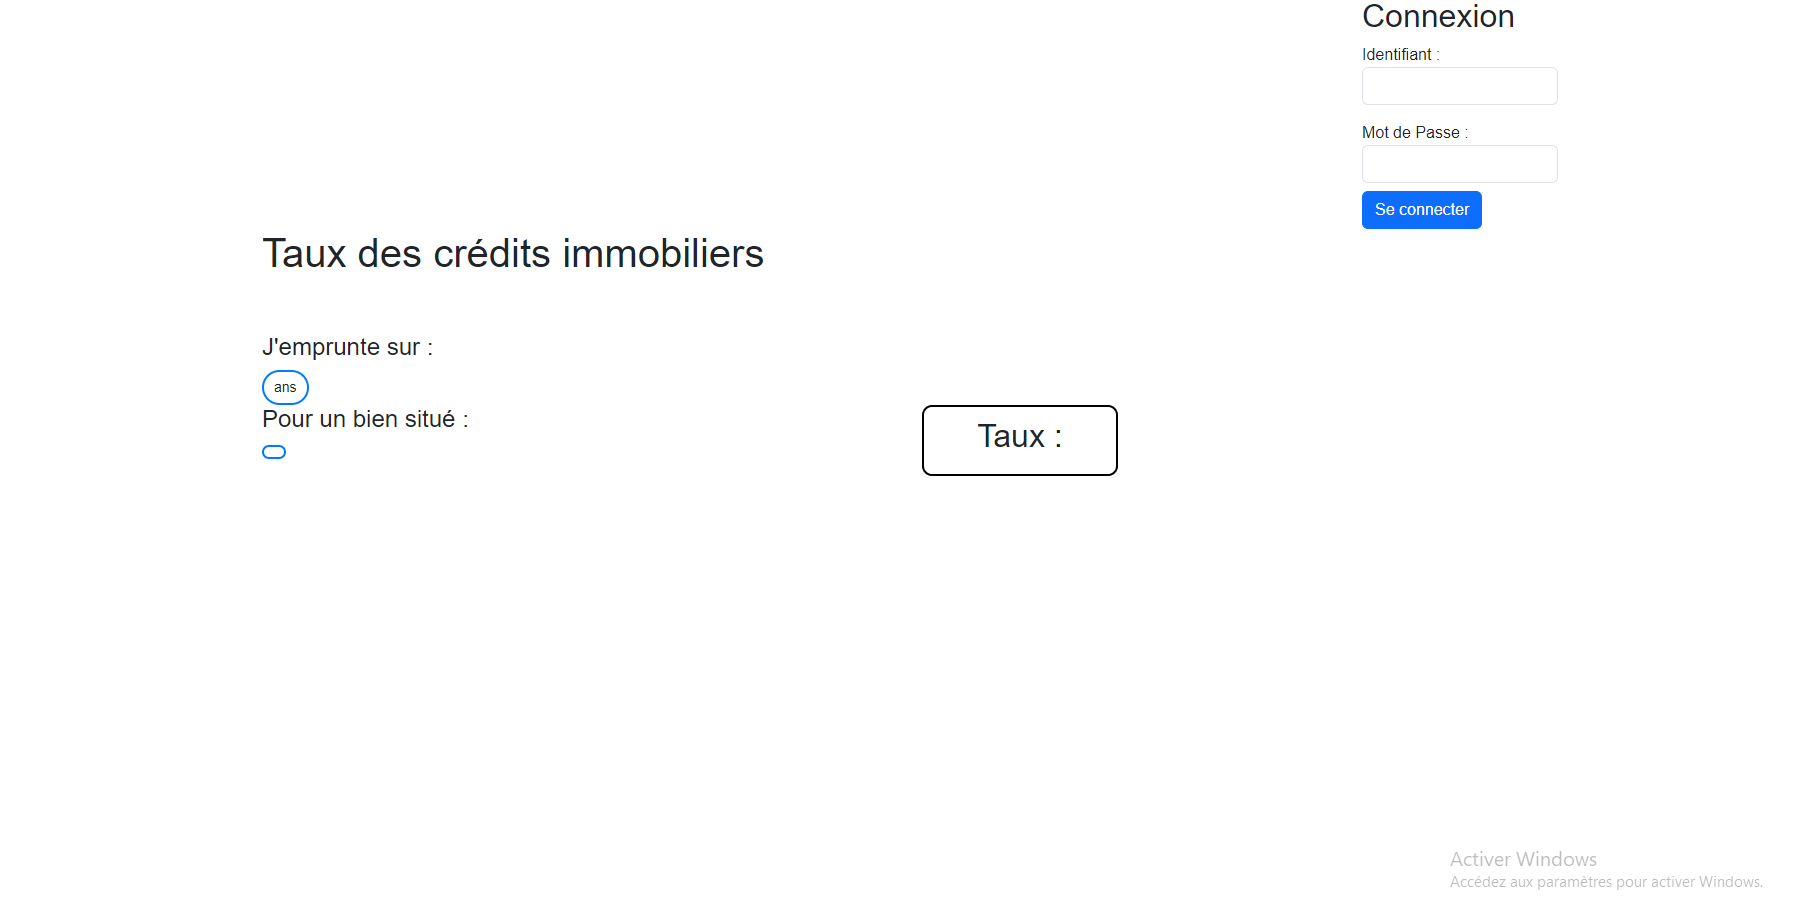 Connexion
Identifiant :
Mot de Passe :
Se connecter
Taux des crédits immobiliers
J'emprunte sur :
ans
Pour un bien situé :
Taux :
Activer Windows
Accédez aux paramètres pour activer Windows.